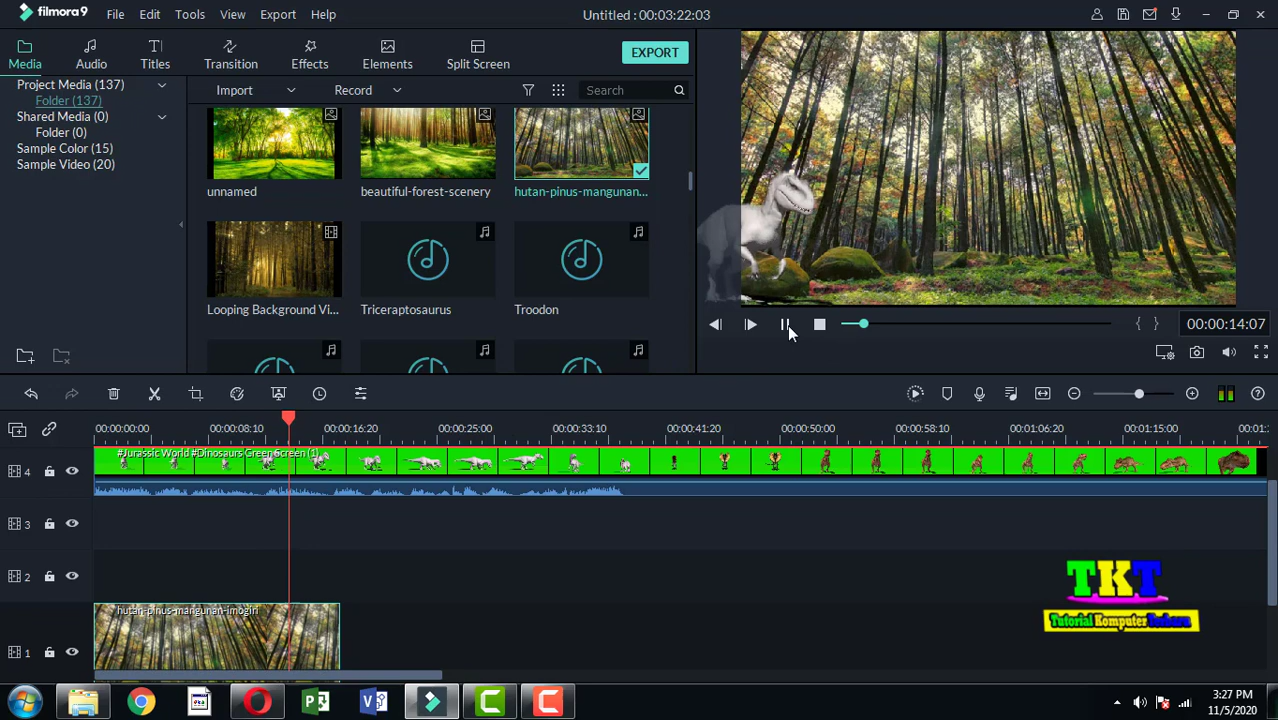 filmora9
File Edit Tools View Export Help
Untitled : 00:03:22:03
Media Audio Titles Transition Effects Elements Split Screen
EXPORT
Project Media (137)
Folder (137)
Shared Media (0)
Folder (0)
Sample Color (15)
Sample Video (20)
Import Record Search
unnamed beautiful-forest-scenery hutan-pinus-mangunan...
Looping Background Vi... Triceraptosaurus Troodon
00:00:14:07
00:00:00:00 00:00:08:10 00:00:16:20 00:00:25:00 00:00:33:10 00:00:41:20 00:00:50:00 00:00:58:10 00:01:06:20 00:01:15:00 00:01:
#Jurassic World #Dinosaurs Green Screen (1)
4
3
2
hutan-pinus-mangunan-imogiri
1
TKT
Tutorial Komputer Terbaru
3:27 PM
11/5/2020